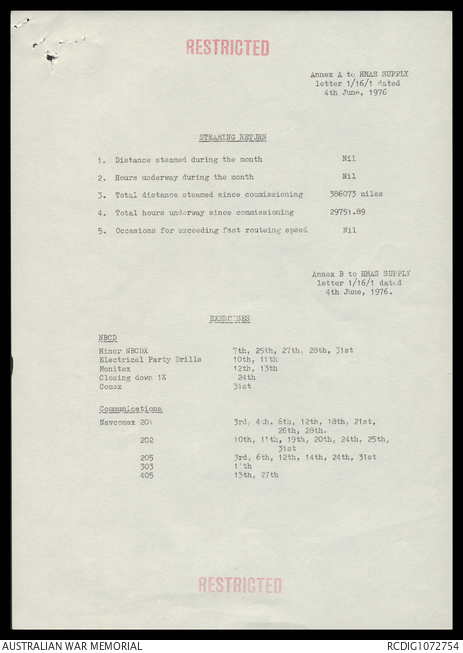 RESTRICTED
Annex A to HMAS SUPPLY
letter 1/16/1 dated
4th June, 1976
STEAMING RETURN
1. Distance steamed during the month Nil
2. Hours underway during the month Nil
3. Total distance steamed since commissioning 386073 miles
4. Total hours underway since commissioning 29751.89
5. Occasions for exceeding fast routeing speed Nil
Annex B to HMAS SUPPLY
letter 1/16/1 dated
4th June, 1976.
EXERCISES
NBCD
Minor NBCDX 7th, 25th, 27th, 28th, 31st
Electrical Party Drills 10th, 11th
Monitex 12th, 13th
Closing down 1Z 24th
Comex 31st
Communications
Navcomex 201 3rd, 4th, 6th, 12th, 18th, 21st,
26th, 28th.
202 10th, 11th, 19th, 20th, 24th, 25th,
31st
205 3rd, 6th, 12th, 14th, 24th, 31st
303 11th
405 13th, 27th
RESTRICTED
AUSTRALIAN WAR MEMORIAL RCDIG1072754